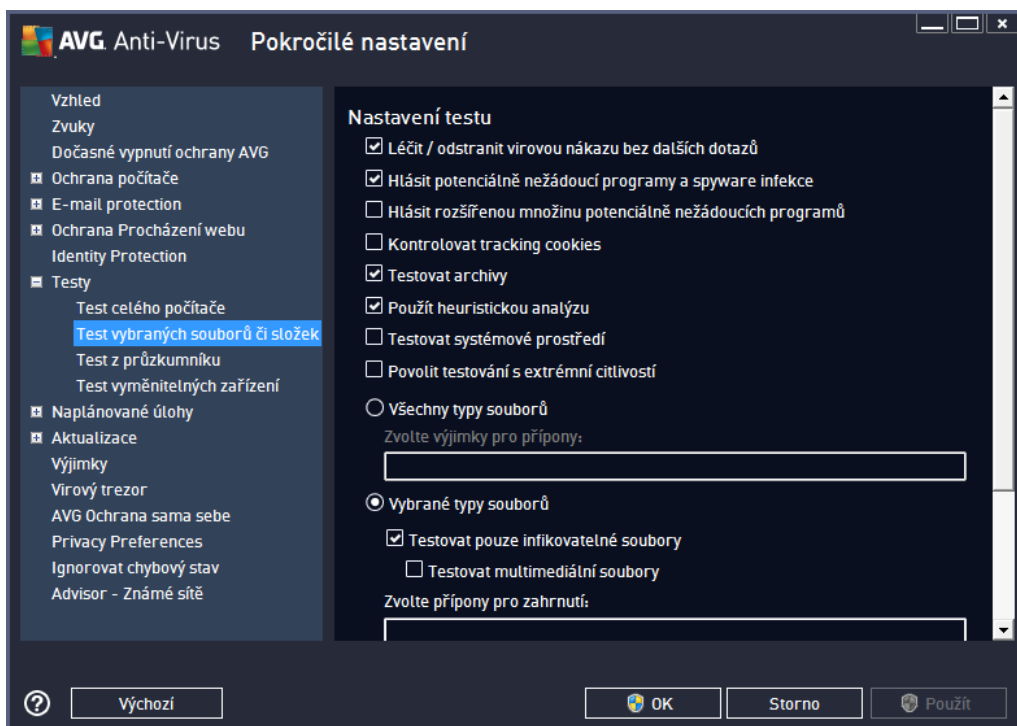 AVG. Anti-Virus Pokročilé nastavení
Vzhled
Zvuky
Dočasné vypnutí ochrany AVG
Ochrana počítače
E-mail protection
Ochrana Procházení webu
Identity Protection
Testy
Test celého počítače
Test vybraných souborů či složek
Test z průzkumníku
Test vyměnitelných zařízení
Naplánované úlohy
Aktualizace
Výjimky
Virový trezor
AVG Ochrana sama sebe
Privacy Preferences
Ignorovat chybový stav
Advisor - Známé sítě
Nastavení testu
Léčit / odstranit virovou nákazu bez dalších dotazů
Hlásit potenciálně nežádoucí programy a spyware infekce
Hlásit rozšířenou množinu potenciálně nežádoucích programů
Kontrolovat tracking cookies
Testovat archivy
Použít heuristickou analýzu
Testovat systémové prostředí
Povolit testování s extrémní citlivostí
Všechny typy souborů
Zvolte výjimky pro přípony:
Vybrané typy souborů
Testovat pouze infikovatelné soubory
Testovat multimediální soubory
Zvolte přípony pro zahrnutí:
Výchozí
OK
Storno
Použít